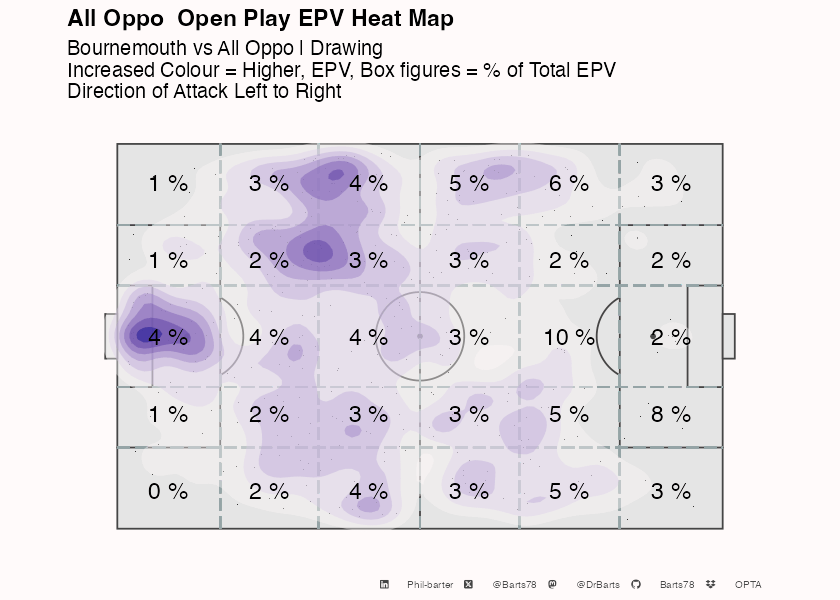 All Oppo  Open Play EPV Heat Map
Bournemouth vs All Oppo | Drawing
Increased Colour = Higher, EPV, Box figures = % of Total EPV
Direction of Attack Left to Right
1 % 3 % 4 % 5 % 6 % 3 %
1 % 2 % 3 % 3 % 2 % 2 %
4 % 4 % 4 % 3 % 10 % 2 %
1 % 2 % 3 % 3 % 5 % 8 %
0 % 2 % 4 % 3 % 5 % 3 %
Phil-barter @Barts78 @DrBarts Barts78 OPTA